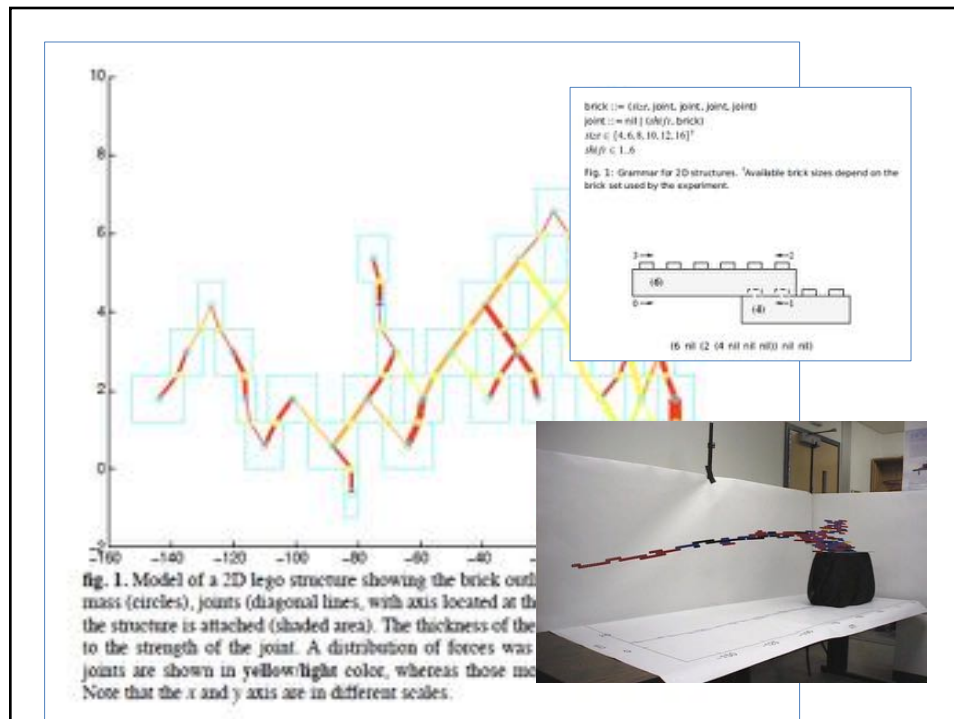 10
8
6
4
2
0
-2
-160 -140 -120 -100 -80 -60 -40 -20
fig. 1. Model of a 2D lego structure showing the brick outl
mass (circles), joints (diagonal lines, with axis located at th
the structure is attached (shaded area). The thickness of the
to the strength of the joint. A distribution of forces was
joints are shown in yellow/light color, whereas those mo
Note that the x and y axis are in different scales.
brick ::= (size, joint, joint, joint, joint)
joint ::= nil | (shift, brick)
size ∈ {4, 6, 8, 10, 12, 16}†
shift ∈ 1..6
Fig. 1: Grammar for 2D structures. †Available brick sizes depend on the
brick set used by the experiment.
3 2
(6)
0 1
(4)
(6 nil (2 (4 nil nil nil)) nil nil)